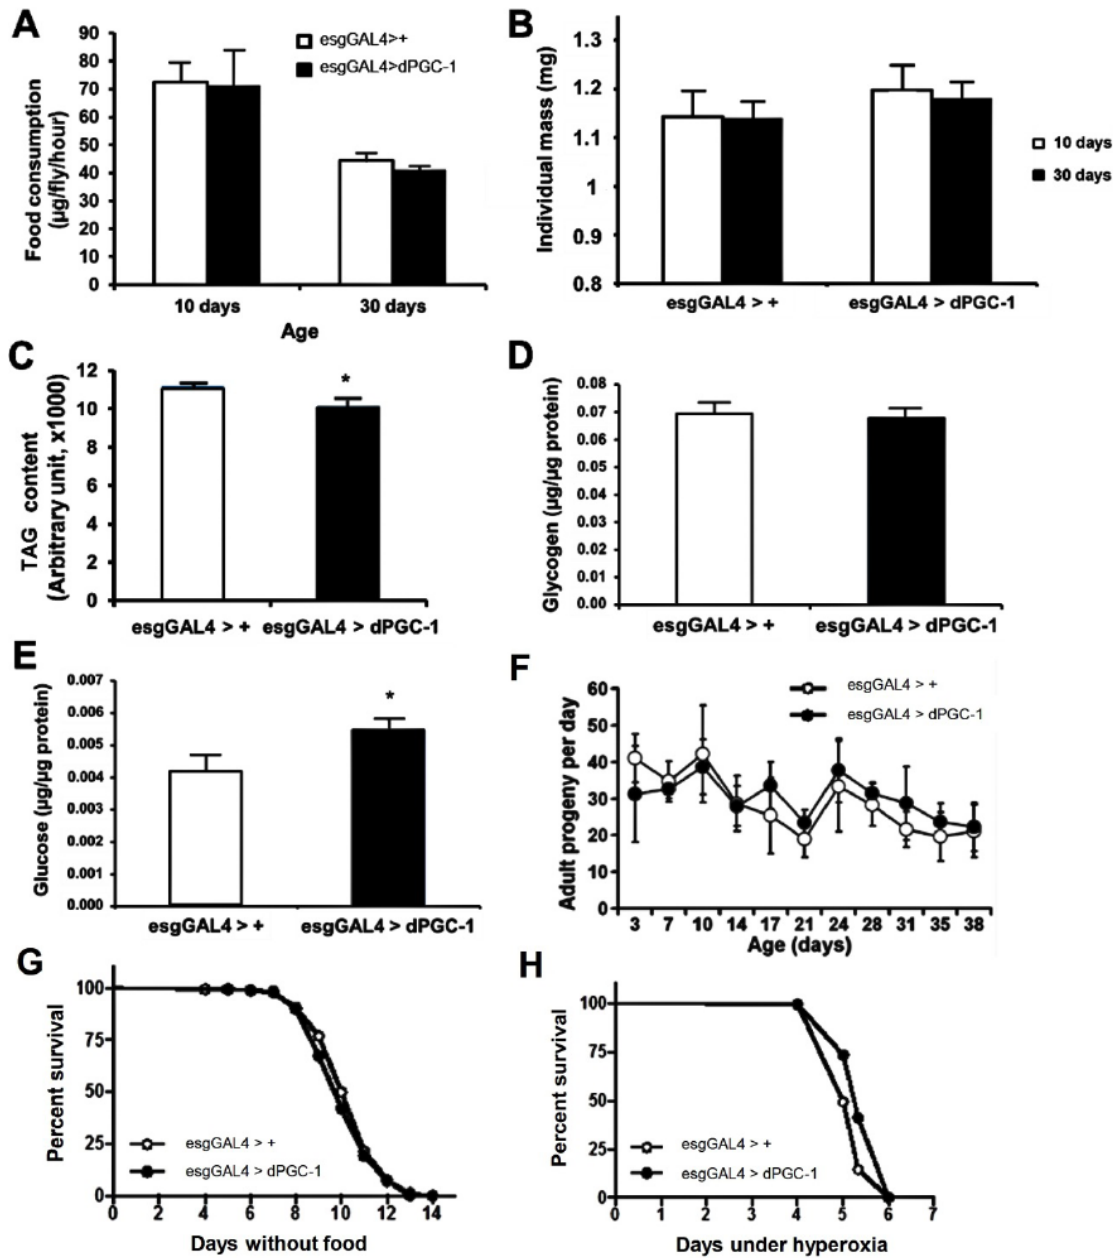 A
90
80
70
60
50
40
30
20
10
0
Food consumption
(µg/fly/hour)
esgGAL4>+
esgGAL4>dPGC-1
10 days
30 days
Age
B
1.3
1.2
1.1
1
0.9
0.8
Individual mass (mg)
10 days
30 days
esgGAL4 > +
esgGAL4 > dPGC-1
C
12
10
8
6
4
2
0
TAG content
(Arbitrary unit, x1000)
*
esgGAL4 > +
esgGAL4 > dPGC-1
D
0.08
0.07
0.06
0.05
0.04
0.03
0.02
0.01
0.00
Glycogen (µg/µg protein)
esgGAL4 > +
esgGAL4 > dPGC-1
E
0.007
0.006
0.005
0.004
0.003
0.002
0.001
0.000
Glucose (µg/µg protein)
*
esgGAL4 > +
esgGAL4 > dPGC-1
F
60
50
40
30
20
10
0
Adult progeny per day
esgGAL4 > +
esgGAL4 > dPGC-1
3 7 10 14 17 21 24 28 31 35 38
Age (days)
G
100
75
50
25
0
Percent survival
esgGAL4 > +
esgGAL4 > dPGC-1
0 2 4 6 8 10 12 14
Days without food
H
100
75
50
25
0
Percent survival
esgGAL4 > +
esgGAL4 > dPGC-1
0 1 2 3 4 5 6 7
Days under hyperoxia